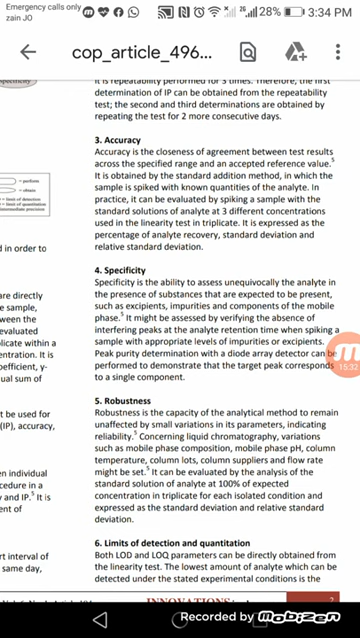 Emergency calls only
zain JO
28%
3:34 PM
cop_article_496...
It is repeatability performed for 3 times. Therefore, the first
determination of IP can be obtained from the repeatability
test; the second and third determinations are obtained by
repeating the test for 2 more consecutive days.
3. Accuracy
Accuracy is the closeness of agreement between test results
across the specified range and an accepted reference value.5
It is obtained by the standard addition method, in which the
sample is spiked with known quantities of the analyte. In
practice, it can be evaluated by spiking a sample with the
standard solutions of analyte at 3 different concentrations
used in the linearity test in triplicate. It is expressed as the
percentage of analyte recovery, standard deviation and
relative standard deviation.
4. Specificity
Specificity is the ability to assess unequivocally the analyte in
the presence of substances that are expected to be present,
such as excipients, impurities and components of the mobile
phase.5 It might be assessed by verifying the absence of
interfering peaks at the analyte retention time when spiking a
sample with appropriate levels of impurities or excipients.
Peak purity determination with a diode array detector can be
performed to demonstrate that the target peak corresponds
to a single component.
15:32
5. Robustness
Robustness is the capacity of the analytical method to remain
unaffected by small variations in its parameters, indicating
reliability.5 Concerning liquid chromatography, variations
such as mobile phase composition, mobile phase pH, column
temperature, column lots, column suppliers and flow rate
might be set.5 It can be evaluated by the analysis of the
standard solution of analyte at 100% of expected
concentration in triplicate for each isolated condition and
expressed as the standard deviation and relative standard
deviation.
6. Limits of detection and quantitation
Both LOD and LOQ parameters can be directly obtained from
the linearity test. The lowest amount of analyte which can be
detected under the stated experimental conditions is the
= perform
= obtain
= limit of detection
= limit of quantitation
intermediate precision
d in order to
are directly
e sample,
ween the
evaluated
licate within a
entration. It is
oefficient, y-
ual sum of
t be used for
(IP), accuracy,
en individual
cedure in a
y and IP.5 It is
ent of
rt interval of
same day,
INNOVATIONS
2
Recorded by Mobizen